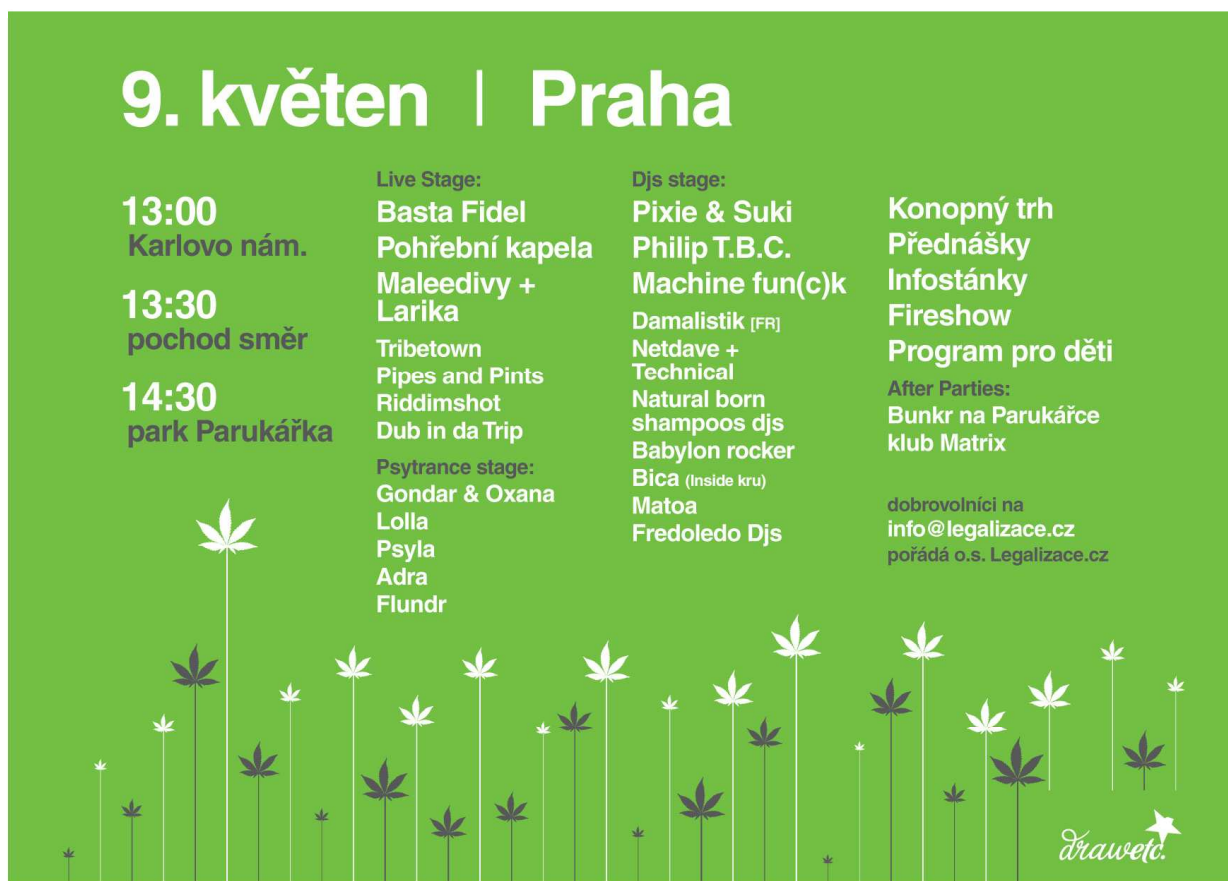 9. květen | Praha
13:00
Karlovo nám.
13:30
pochod směr
14:30
park Parukářka
Live Stage:
Basta Fidel
Pohřební kapela
Maleedivy +
Larika
Tribetown
Pipes and Pints
Riddimshot
Dub in da Trip
Psytrance stage:
Gondar & Oxana
Lolla
Psyla
Adra
Flundr
Djs stage:
Pixie & Suki
Philip T.B.C.
Machine fun(c)k
Damalistik [FR]
Netdave +
Technical
Natural born
shampoos djs
Babylon rocker
Bica (Inside kru)
Matoa
Fredoledo Djs
Konopný trh
Přednášky
Infostánky
Fireshow
Program pro děti
After Parties:
Bunkr na Parukářce
klub Matrix
dobrovolníci na
info@legalizace.cz
pořádá o.s. Legalizace.cz
drawetc.